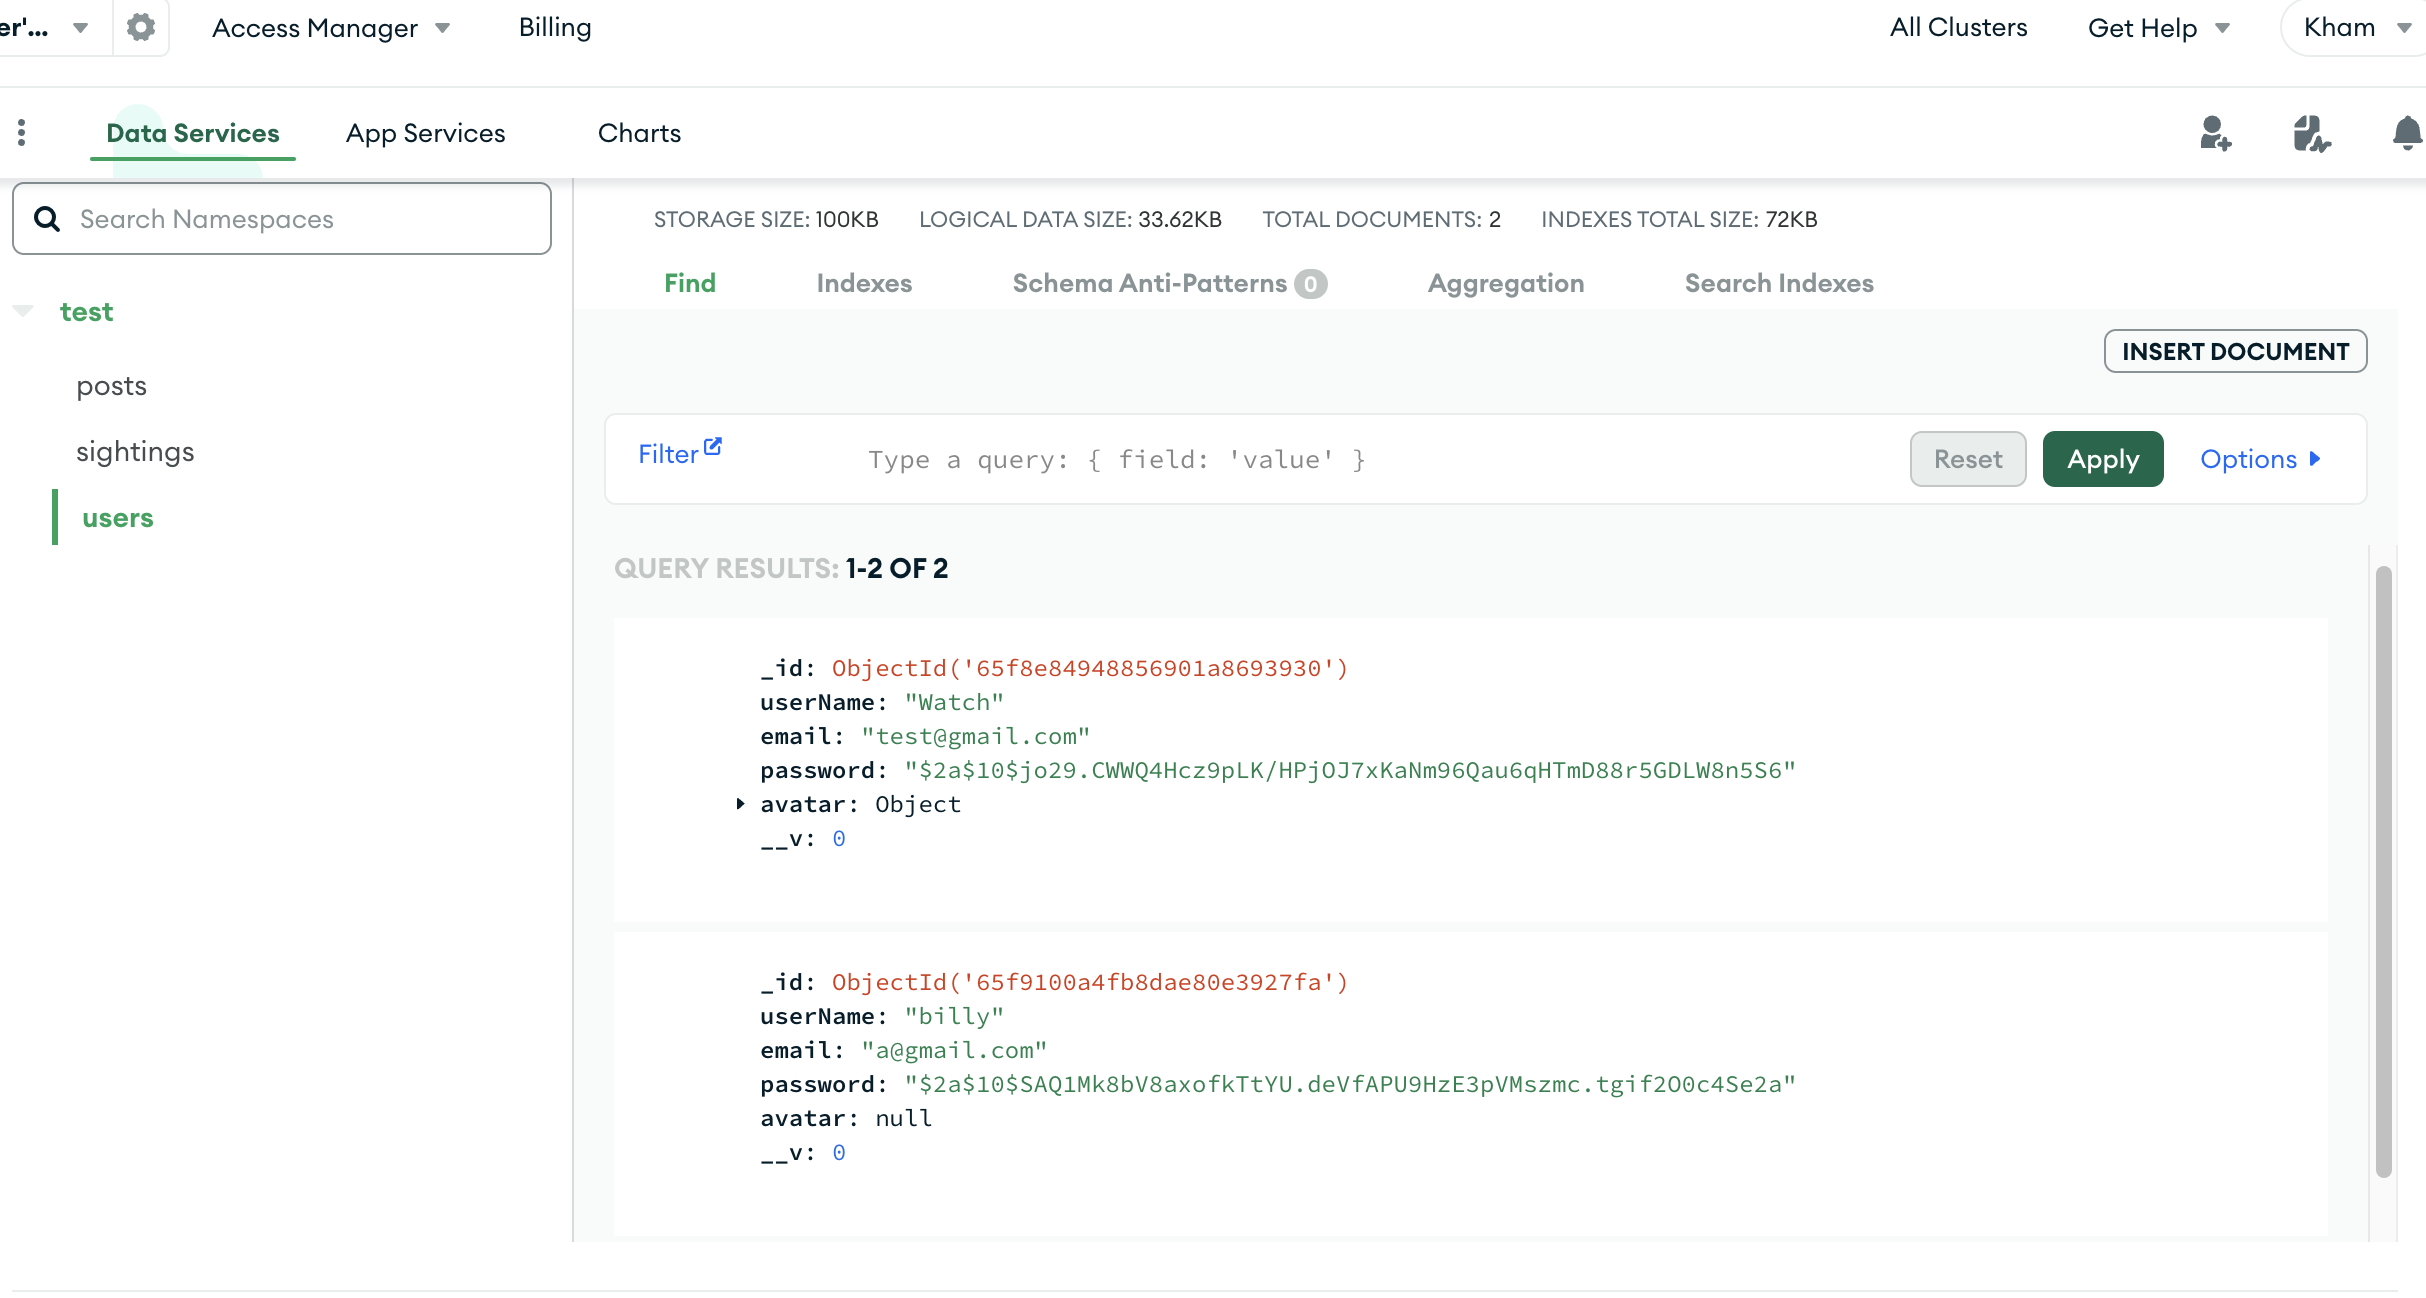 er'...
Access Manager
Billing
All Clusters
Get Help
Kham
Data Services
App Services
Charts
Search Namespaces
test
posts
sightings
users
STORAGE SIZE: 100KB LOGICAL DATA SIZE: 33.62KB TOTAL DOCUMENTS: 2 INDEXES TOTAL SIZE: 72KB
Find Indexes Schema Anti-Patterns 0 Aggregation Search Indexes
INSERT DOCUMENT
Filter Type a query: { field: 'value' } Reset Apply Options
QUERY RESULTS: 1-2 OF 2
_id: ObjectId('65f8e84948856901a8693930')
userName: "Watch"
email: "test@gmail.com"
password: "$2a$10$jo29.CWWQ4Hcz9pLK/HPjOJ7xKaNm96Qau6qHTmD88r5GDLW8n5S6"
avatar: Object
__v: 0
_id: ObjectId('65f9100a4fb8dae80e3927fa')
userName: "billy"
email: "a@gmail.com"
password: "$2a$10$SAQ1Mk8bV8axofkTtYU.deVfAPU9HzE3pVMszmc.tgif2O0c4Se2a"
avatar: null
__v: 0